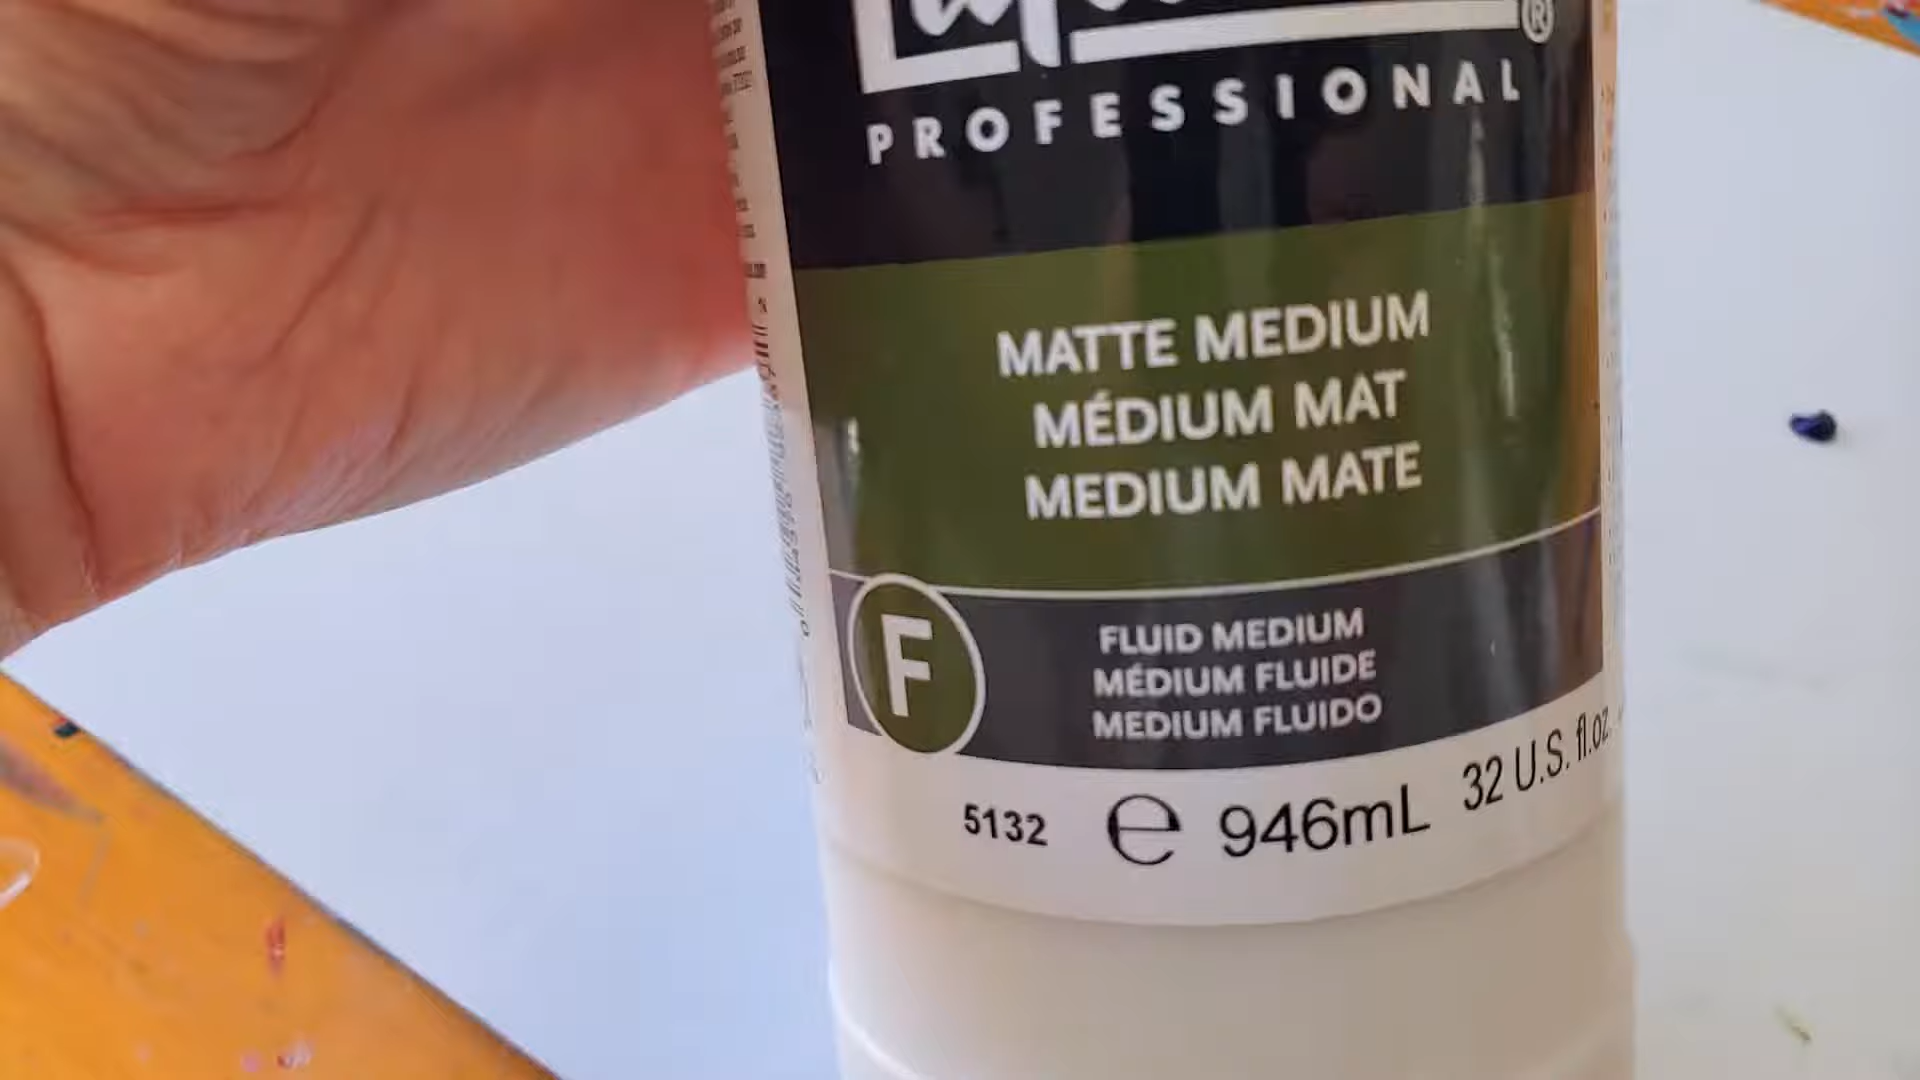 ®
PROFESSIONAL
MATTE MEDIUM
MÉDIUM MAT
MEDIUM MATE
F
FLUID MEDIUM
MÉDIUM FLUIDE
MEDIUM FLUIDO
5132 ℮ 946mL 32 U.S. fl.oz.